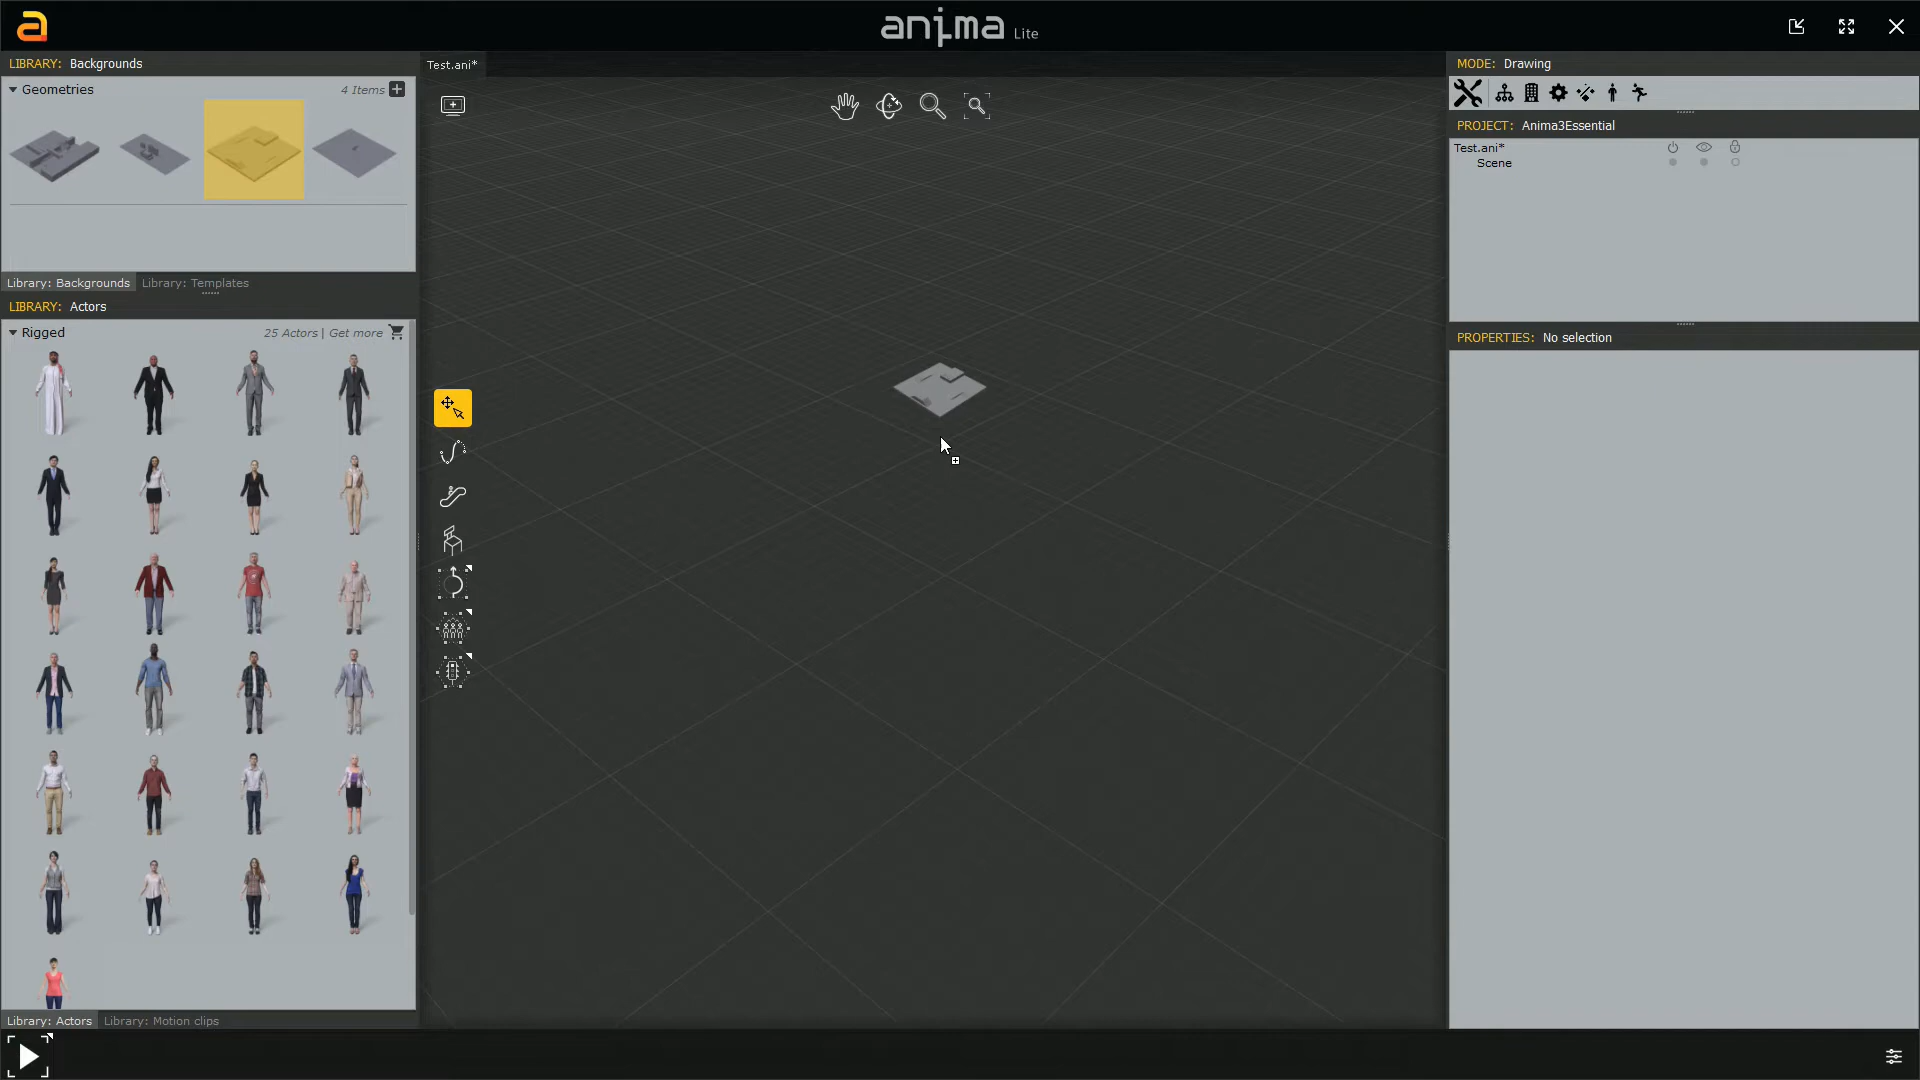 anima Lite
LIBRARY: Backgrounds
Geometries
4 Items
Library: Backgrounds
Library: Templates
LIBRARY: Actors
Rigged
25 Actors | Get more
Library: Actors
Library: Motion clips
Test.ani*
MODE: Drawing
PROJECT: Anima3Essential
Test.ani*
Scene
PROPERTIES: No selection